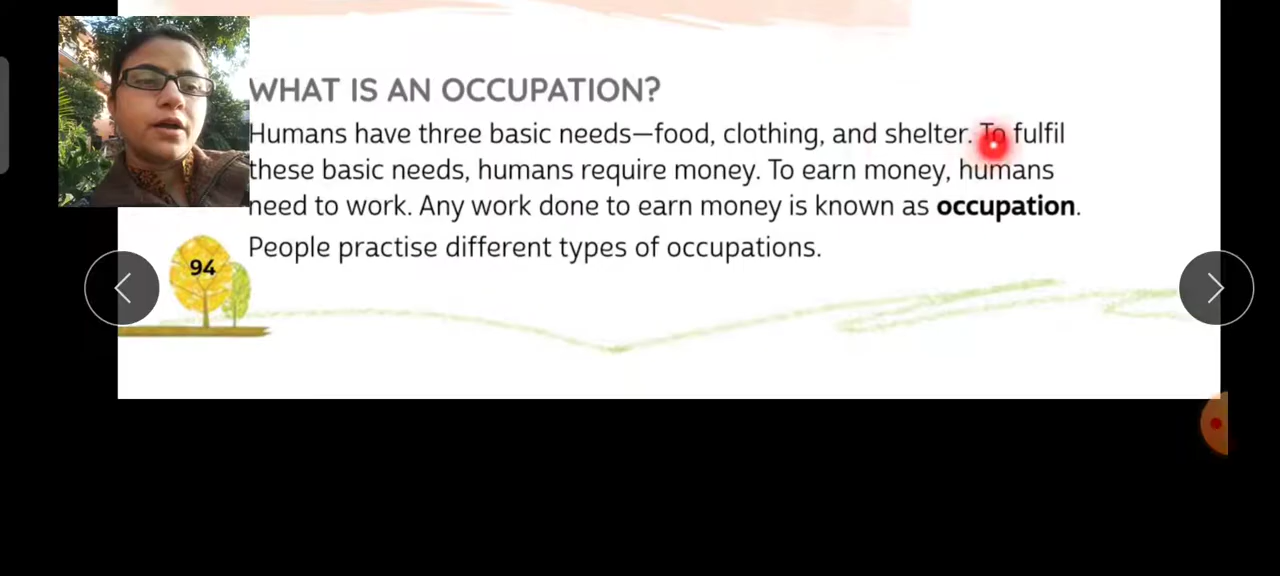 WHAT IS AN OCCUPATION?
Humans have three basic needs—food, clothing, and shelter. To fulfil
these basic needs, humans require money. To earn money, humans
need to work. Any work done to earn money is known as occupation.
People practise different types of occupations.
94